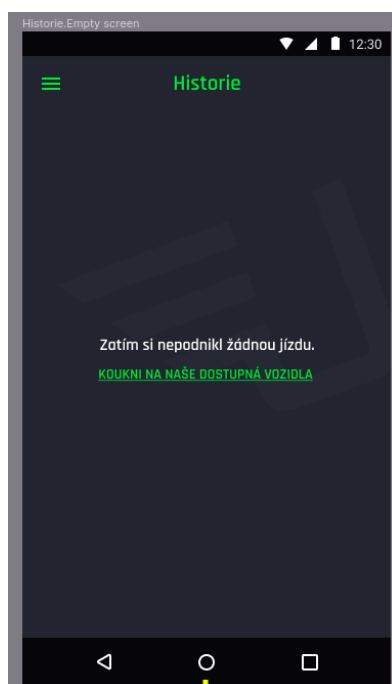 Historie.Empty screen
12:30
Historie
Zatím si nepodnikl žádnou jízdu.
KOUKNI NA NAŠE DOSTUPNÁ VOZIDLA